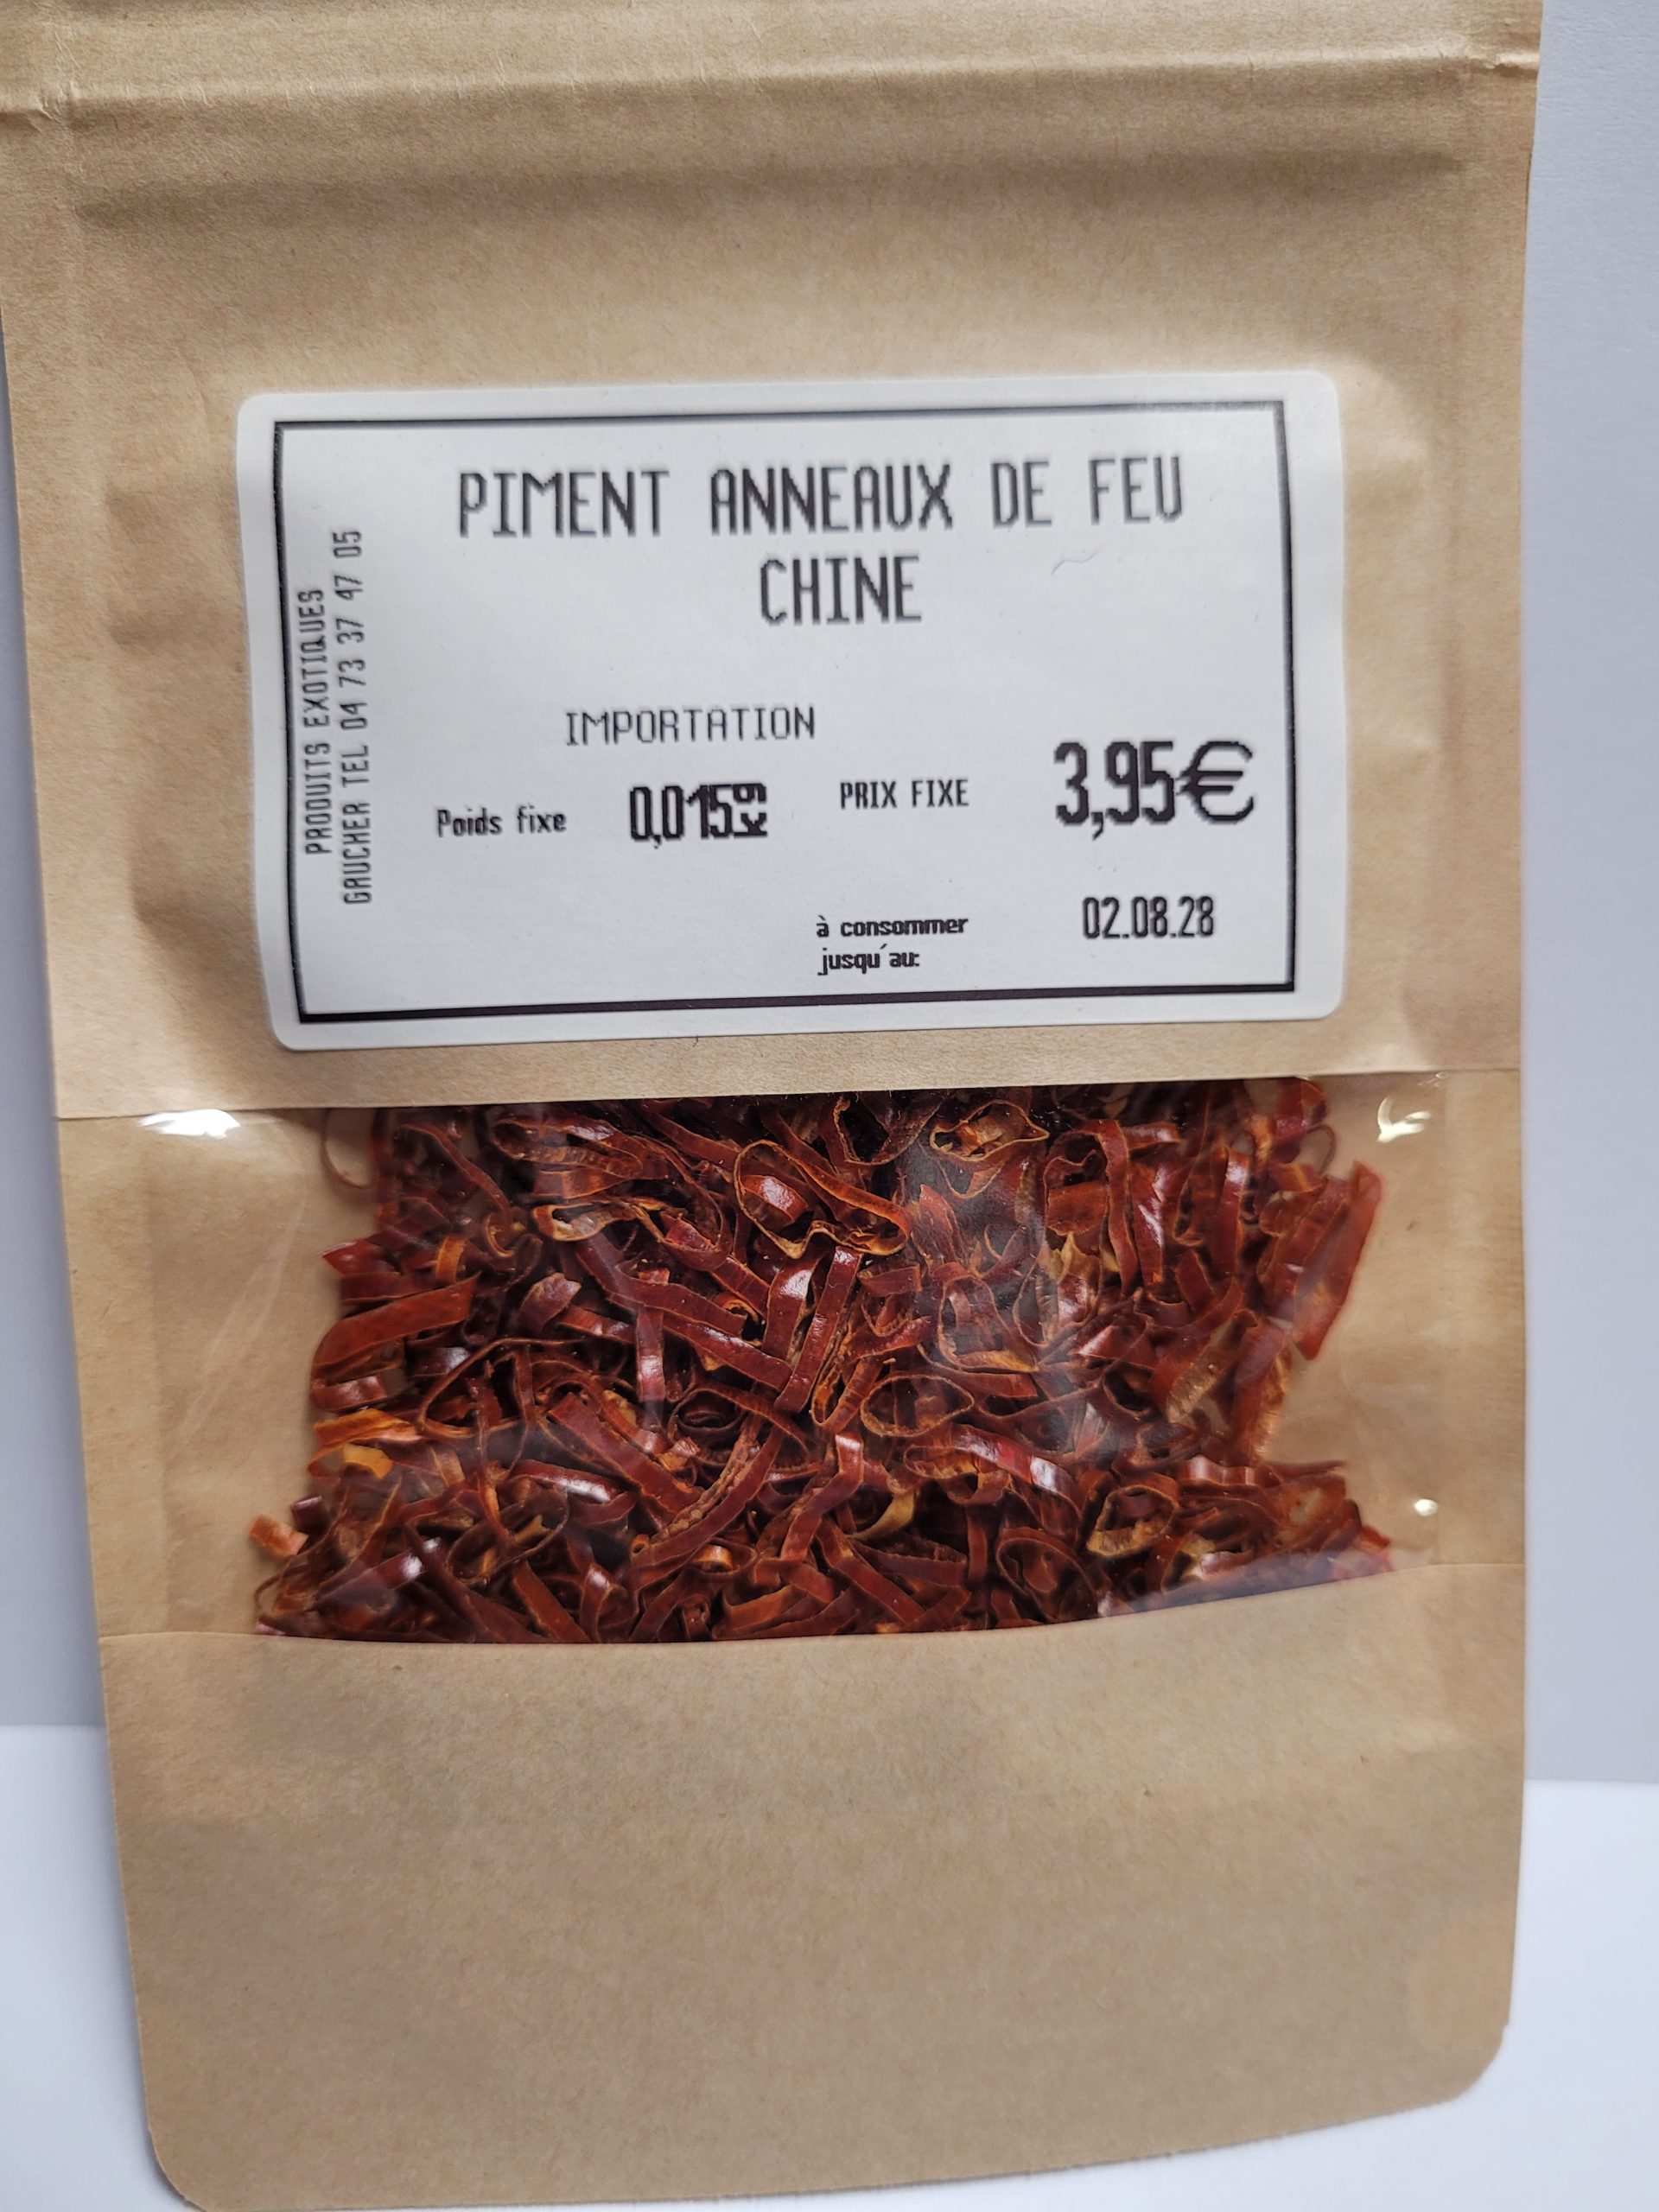 PIMENT ANNEAUX DE FEU
CHINE
PRODUITS EXOTIQUES
GAUCHER TEL 04 73 37 47 05
IMPORTATION
Poids fixe 0,015kg PRIX FIXE 3,95€
à consommer 02.08.28
jusqu'au: